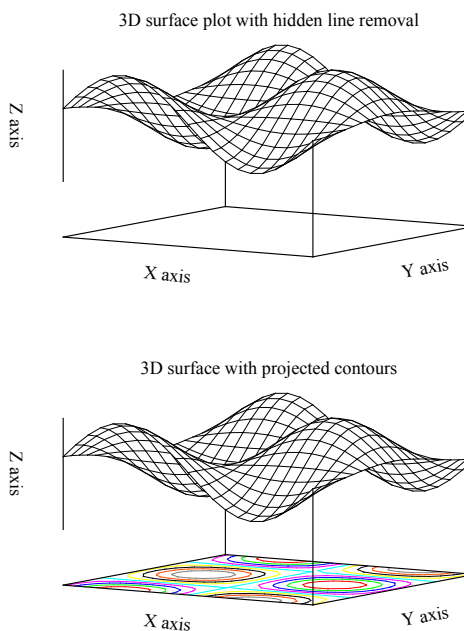 3D surface plot with hidden line removal
Z axis
X axis
Y axis
3D surface with projected contours
Z axis
X axis
Y axis